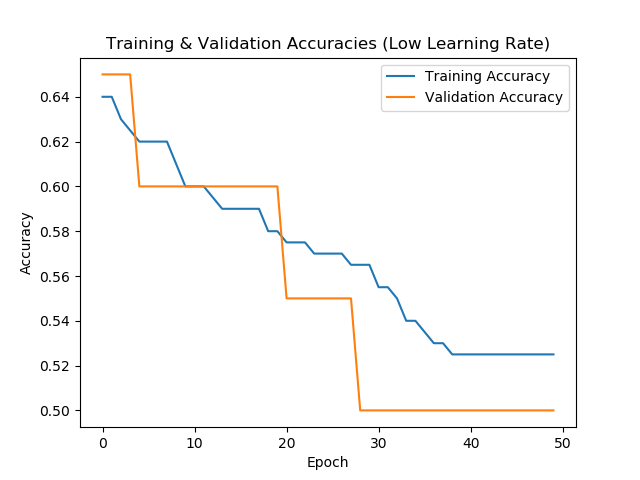 Training & Validation Accuracies (Low Learning Rate)
Training Accuracy
Validation Accuracy
0.64
0.62
0.60
0.58
0.56
0.54
0.52
0.50
Accuracy
0 10 20 30 40 50
Epoch